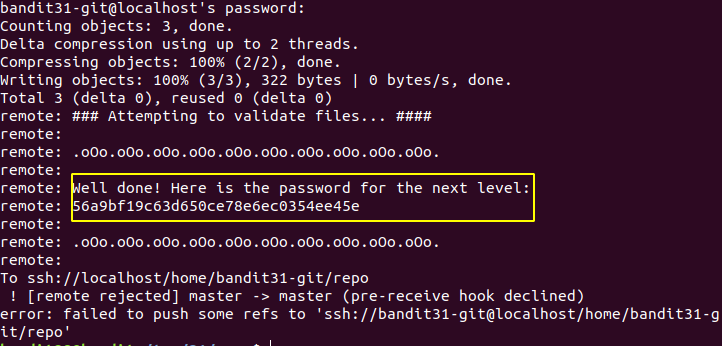 bandit31-git@localhost's password:
Counting objects: 3, done.
Delta compression using up to 2 threads.
Compressing objects: 100% (2/2), done.
Writing objects: 100% (3/3), 322 bytes | 0 bytes/s, done.
Total 3 (delta 0), reused 0 (delta 0)
remote: ### Attempting to validate files... ####
remote:
remote: .oOo.oOo.oOo.oOo.oOo.oOo.oOo.oOo.oOo.oOo.
remote:
remote: Well done! Here is the password for the next level:
remote: 56a9bf19c63d650ce78e6ec0354ee45e
remote:
remote: .oOo.oOo.oOo.oOo.oOo.oOo.oOo.oOo.oOo.oOo.
remote:
To ssh://localhost/home/bandit31-git/repo
 ! [remote rejected] master -> master (pre-receive hook declined)
error: failed to push some refs to 'ssh://bandit31-git@localhost/home/bandit31-g
it/repo'